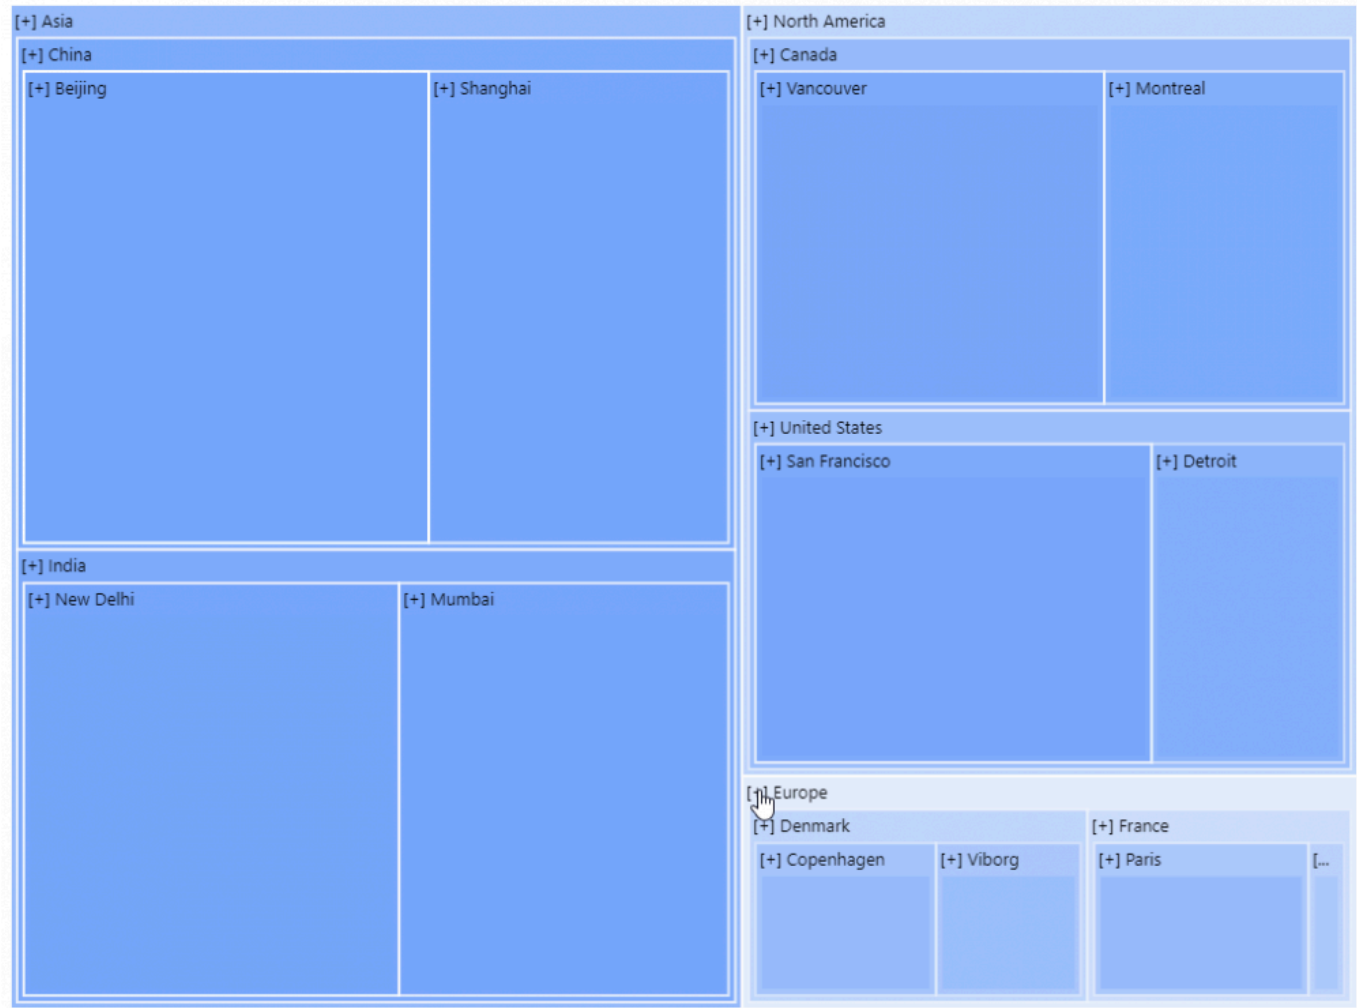 [+] Asia
[+] China
[+] Beijing
[+] Shanghai
[+] India
[+] New Delhi
[+] Mumbai
[+] North America
[+] Canada
[+] Vancouver
[+] Montreal
[+] United States
[+] San Francisco
[+] Detroit
[+] Europe
[+] Denmark
[+] Copenhagen
[+] Viborg
[+] France
[+] Paris
[...